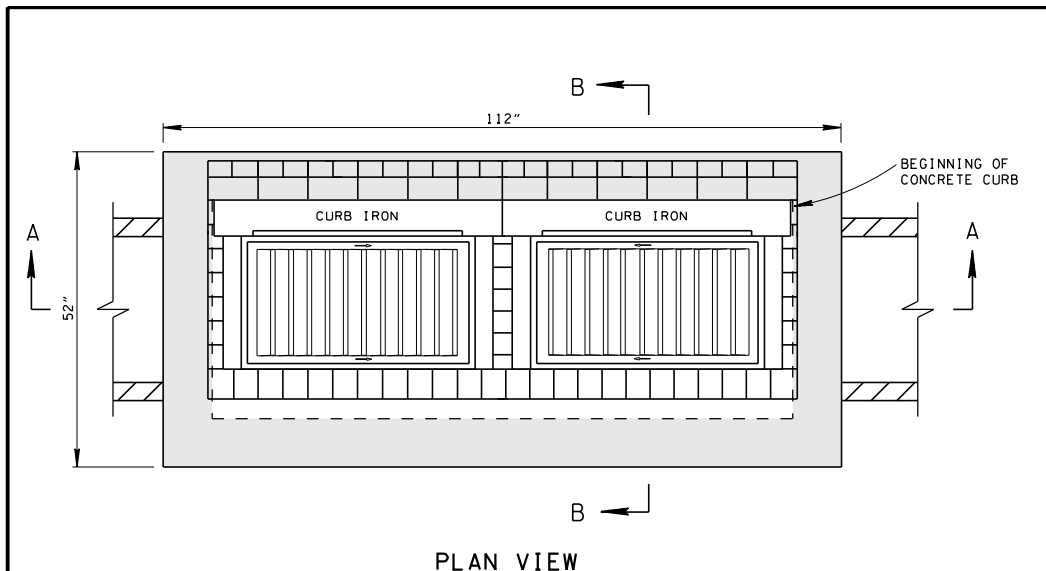 B
112"
BEGINNING OF
CONCRETE CURB
CURB IRON
CURB IRON
A
A
52"
B
PLAN VIEW